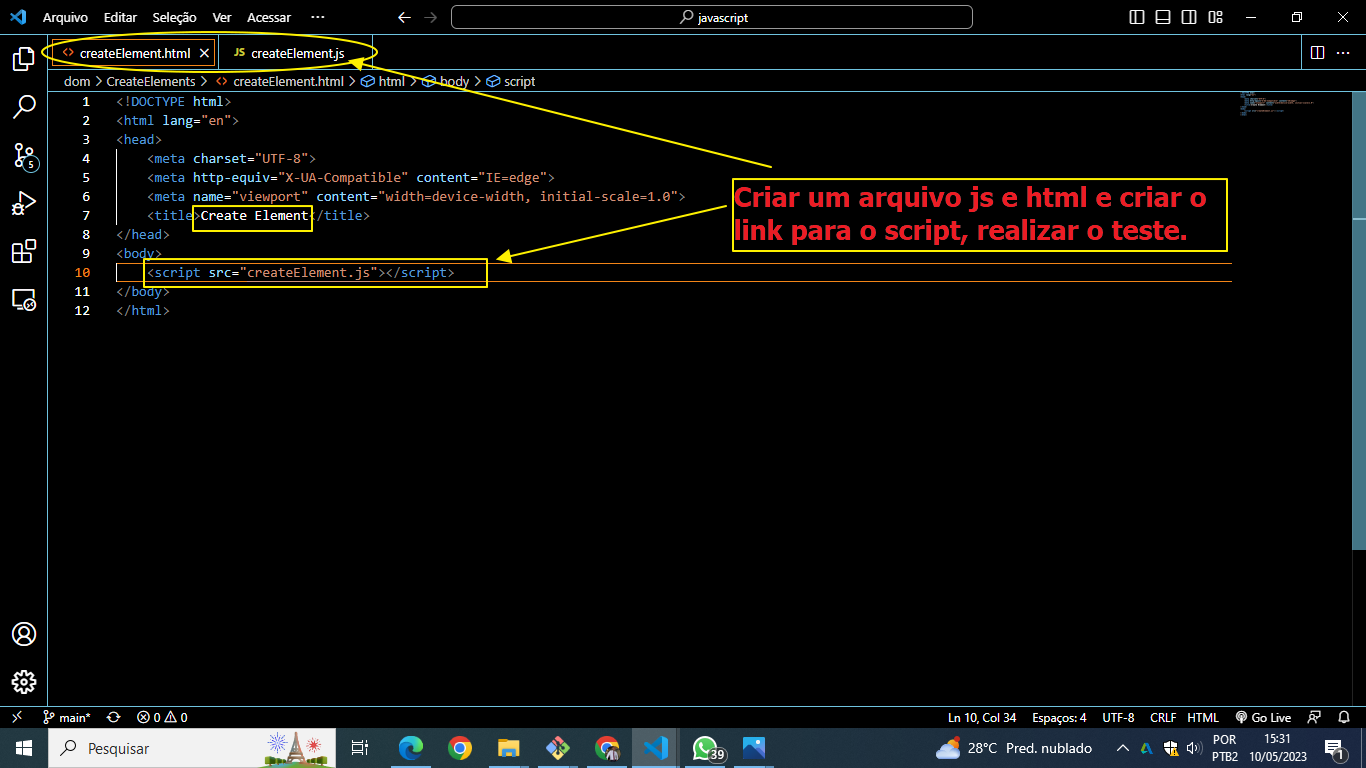 Arquivo Editar Seleção Ver Acessar ···
javascript
createElement.html
JS createElement.js
dom > CreateElements > createElement.html > html > body > script
1 <!DOCTYPE html>
2 <html lang="en">
3 <head>
4 <meta charset="UTF-8">
5 <meta http-equiv="X-UA-Compatible" content="IE=edge">
6 <meta name="viewport" content="width=device-width, initial-scale=1.0">
7 <title>Create Element</title>
8 </head>
9 <body>
10 <script src="createElement.js"></script>
11 </body>
12 </html>
Criar um arquivo js e html e criar o
link para o script, realizar o teste.
5
main* 0 0 Ln 10, Col 34 Espaços: 4 UTF-8 CRLF HTML Go Live
Pesquisar
39
28°C Pred. nublado
POR
PTB2
15:31
10/05/2023
1